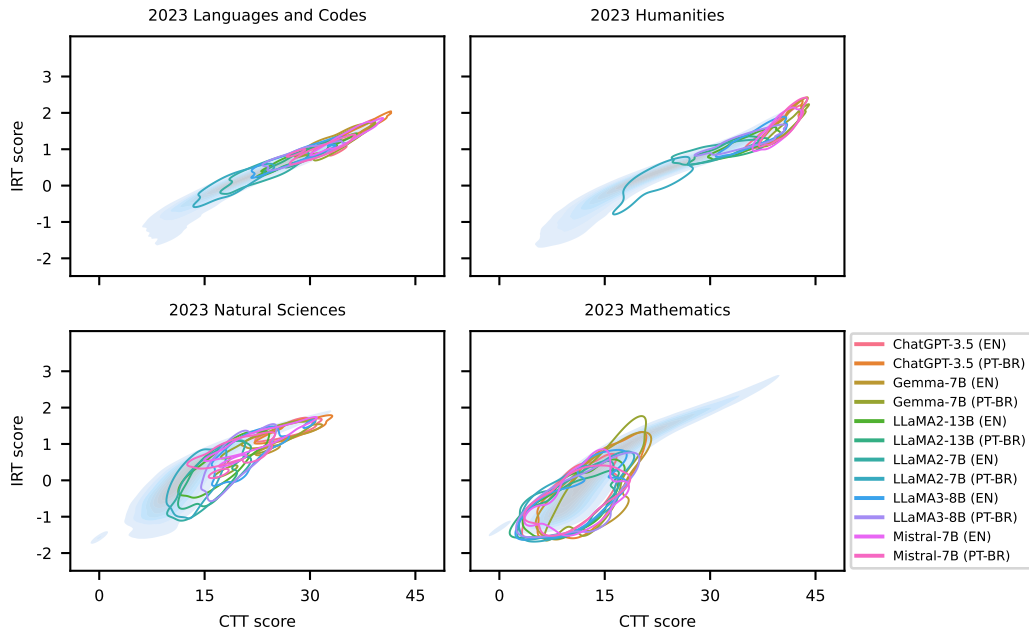 2023 Languages and Codes
2023 Humanities
3
2
1
0
-1
-2
IRT score
2023 Natural Sciences
2023 Mathematics
3
2
1
0
-1
-2
IRT score
0 15 30 45
0 15 30 45
CTT score
CTT score
ChatGPT-3.5 (EN)
ChatGPT-3.5 (PT-BR)
Gemma-7B (EN)
Gemma-7B (PT-BR)
LLaMA2-13B (EN)
LLaMA2-13B (PT-BR)
LLaMA2-7B (EN)
LLaMA2-7B (PT-BR)
LLaMA3-8B (EN)
LLaMA3-8B (PT-BR)
Mistral-7B (EN)
Mistral-7B (PT-BR)